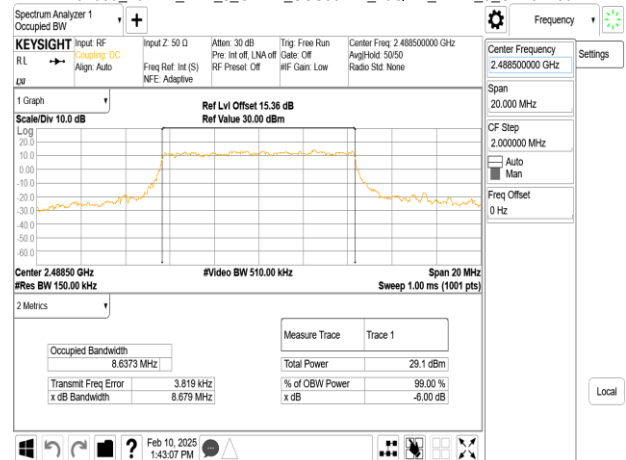 Spectrum Analyzer 1
Occupied BW
Frequency
KEYSIGHT
RL
LXI
Input: RF
Coupling: DC
Align: Auto
Input Z: 50 Ω
Freq Ref: Int (S)
NFE: Adaptive
Atten: 30 dB
Pre: Int off, LNA off
RF Presel: Off
Trig: Free Run
Gate: Off
#IF Gain: Low
Center Freq: 2.488500000 GHz
Avg|Hold: 50/50
Radio Std: None
Center Frequency
2.488500000 GHz
Settings
Span
20.000 MHz
CF Step
2.000000 MHz
Auto
Man
Freq Offset
0 Hz
Local
1 Graph
Scale/Div 10.0 dB
Ref Lvl Offset 15.36 dB
Ref Value 30.00 dBm
Log
20.0
10.0
0.00
-10.0
-20.0
-30.0
-40.0
-50.0
-60.0
Center 2.48850 GHz
#Video BW 510.00 kHz
Span 20 MHz
#Res BW 150.00 kHz
Sweep 1.00 ms (1001 pts)
2 Metrics
Measure Trace Trace 1
Occupied Bandwidth
8.6373 MHz
Total Power 29.1 dBm
Transmit Freq Error 3.819 kHz
% of OBW Power 99.00 %
x dB Bandwidth 8.679 MHz
x dB -6.00 dB
?
Feb 10, 2025
1:43:07 PM